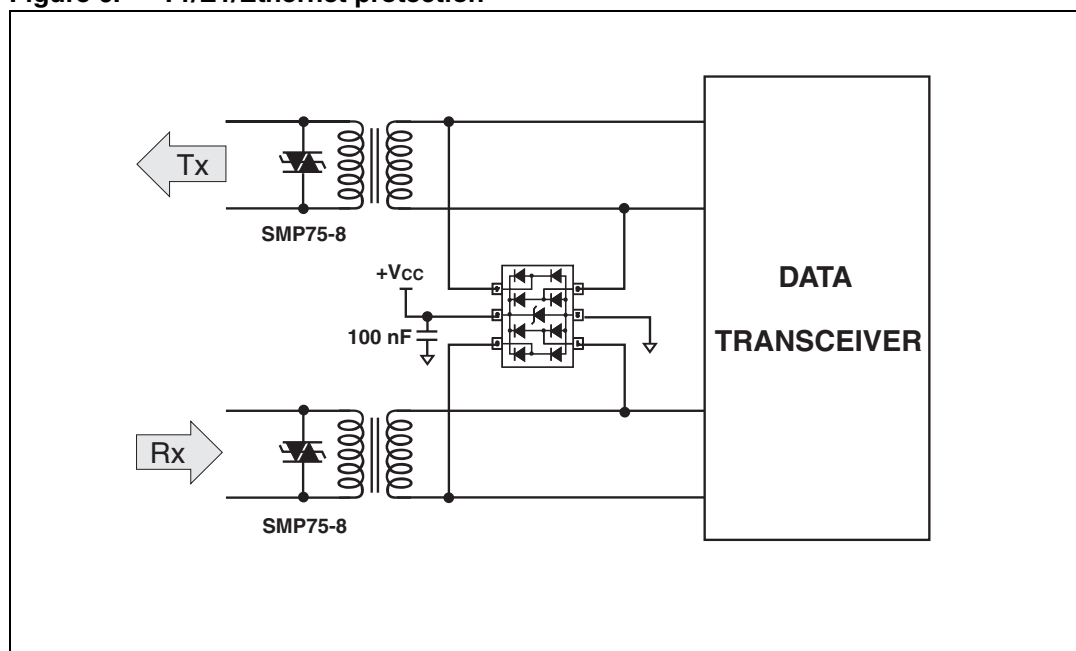 Tx
SMP75-8
+Vcc
100 nF
DATA
TRANSCEIVER
Rx
SMP75-8